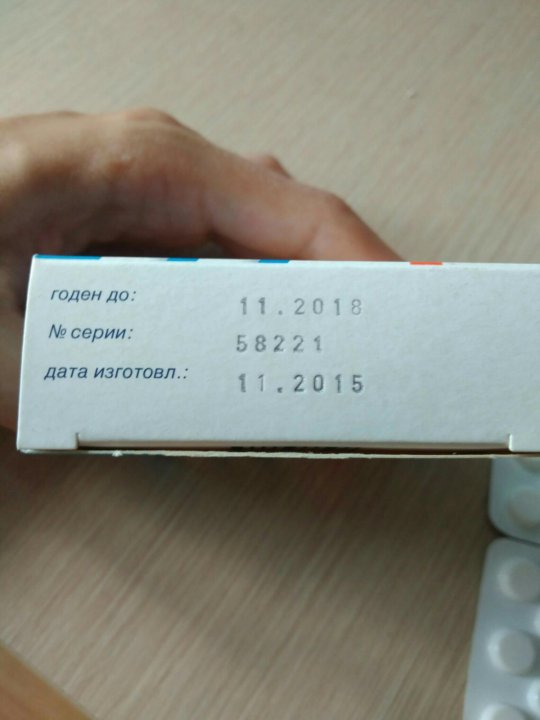 годен до: 11.2018
№ серии: 58221
дата изготовл.: 11.2015